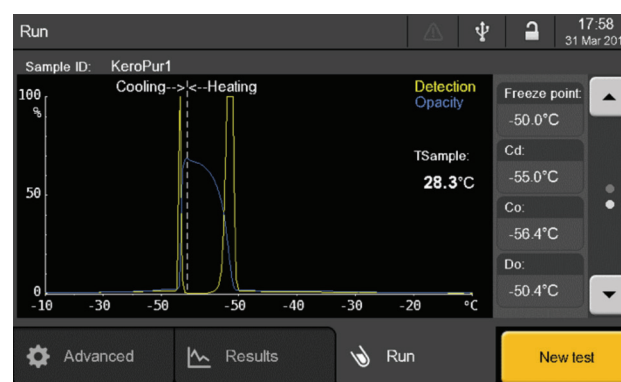 Run
17:58
31 Mar 201
Sample ID: KeroPur1
Cooling-->¦<--Heating
Detection
Opacity
TSample:
28.3°C
100
%
50
0
-10 -30 -50 -50 -40 -30 -20 °C
Freeze point:
-50.0°C
Cd:
-55.0°C
Co:
-56.4°C
Do:
-50.4°C
Advanced
Results
Run
New test